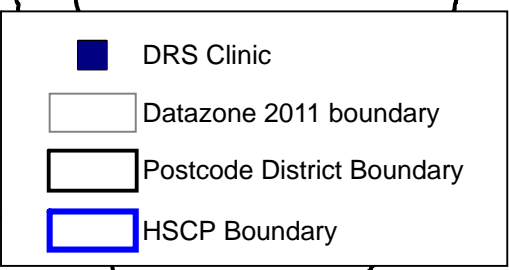 DRS Clinic
Datazone 2011 boundary
Postcode District Boundary
HSCP Boundary